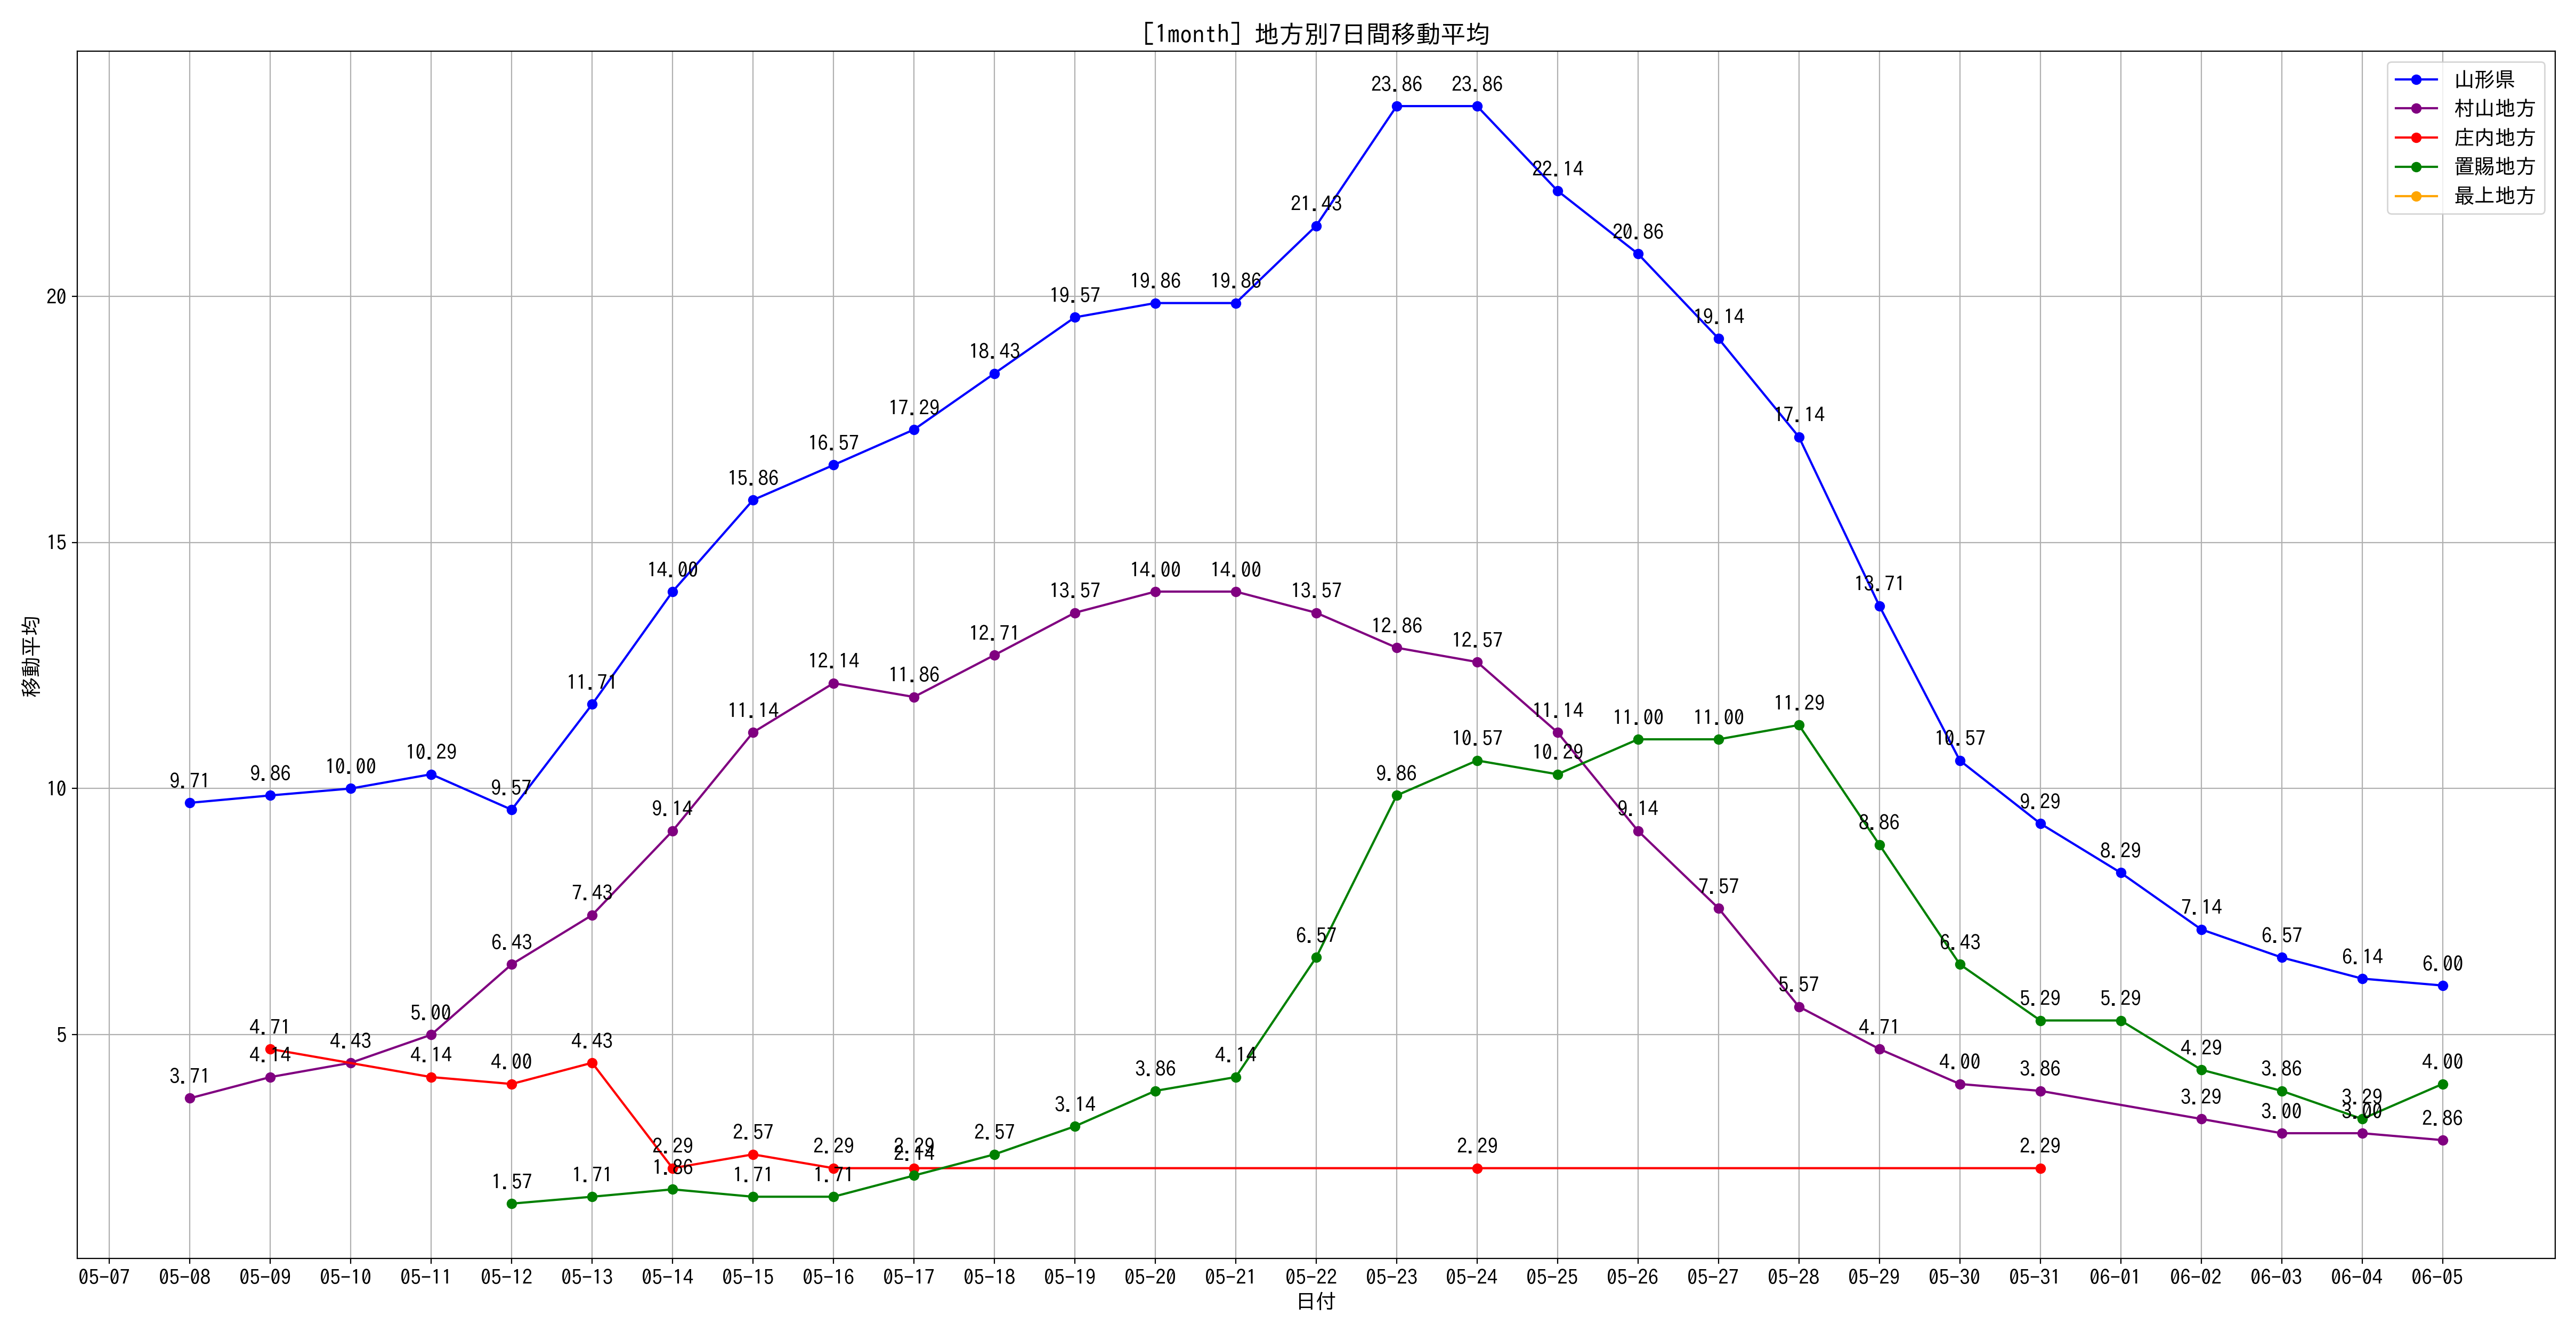 [1month] 地方別7日間移動平均
山形県
村山地方
庄内地方
置賜地方
最上地方
移動平均
20
15
10
5
9.71 9.86 10.00 10.29 9.57 11.71 14.00 15.86 16.57 17.29 18.43 19.57 19.86 19.86 21.43 23.86 23.86 22.14 20.86 19.14 17.14 13.71 10.57 9.29 8.29 7.14 6.57 6.14 6.00
3.71 4.14 4.43 5.00 6.43 7.43 9.14 11.14 12.14 11.86 12.71 13.57 14.00 14.00 13.57 12.86 12.57 11.14 9.14 7.57 5.57 4.71 4.00 3.86 3.29 3.00 3.00 2.86
4.71 4.14 4.00 4.43 2.29 2.57 2.29 2.29 2.29 2.29
1.57 1.71 1.86 1.71 1.71 2.14 2.57 3.14 3.86 4.14 6.57 9.86 10.57 10.29 11.00 11.00 11.29 8.86 6.43 5.29 5.29 4.29 3.86 3.29 4.00
05-07 05-08 05-09 05-10 05-11 05-12 05-13 05-14 05-15 05-16 05-17 05-18 05-19 05-20 05-21 05-22 05-23 05-24 05-25 05-26 05-27 05-28 05-29 05-30 05-31 06-01 06-02 06-03 06-04 06-05
日付